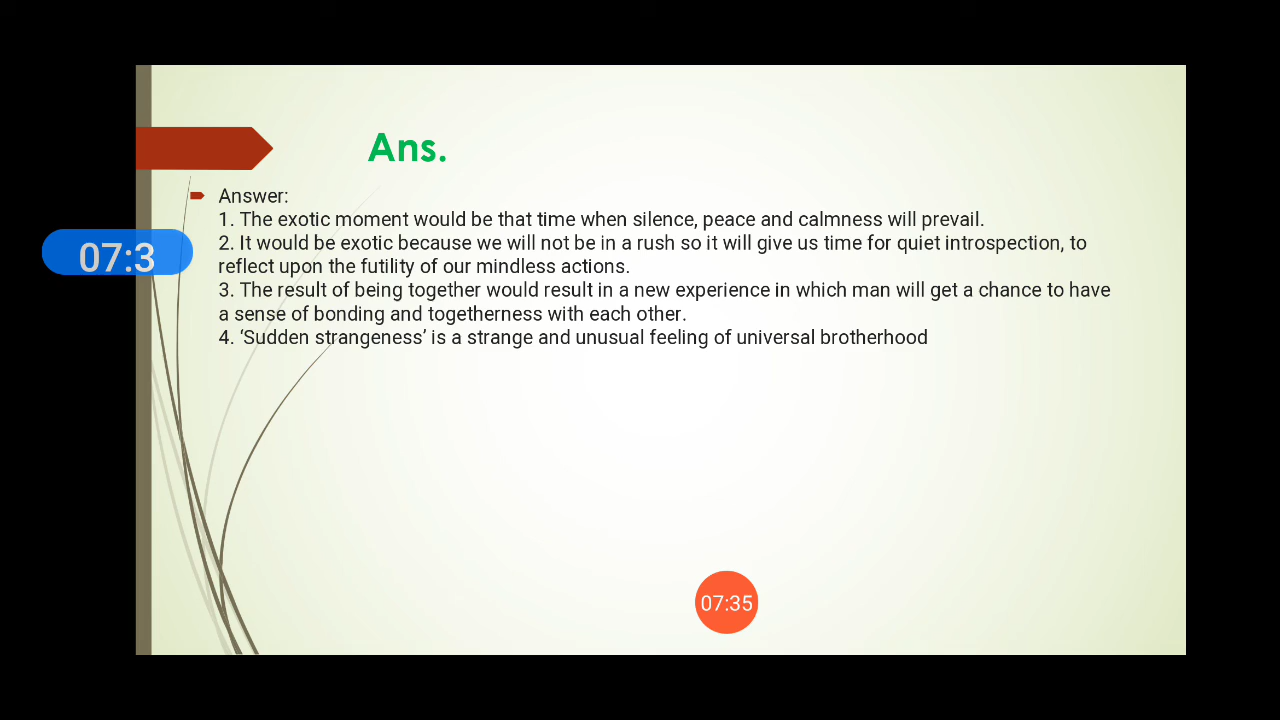 Ans.
Answer:
1. The exotic moment would be that time when silence, peace and calmness will prevail.
2. It would be exotic because we will not be in a rush so it will give us time for quiet introspection, to
reflect upon the futility of our mindless actions.
3. The result of being together would result in a new experience in which man will get a chance to have
a sense of bonding and togetherness with each other.
4. ‘Sudden strangeness’ is a strange and unusual feeling of universal brotherhood
07:3
07:35